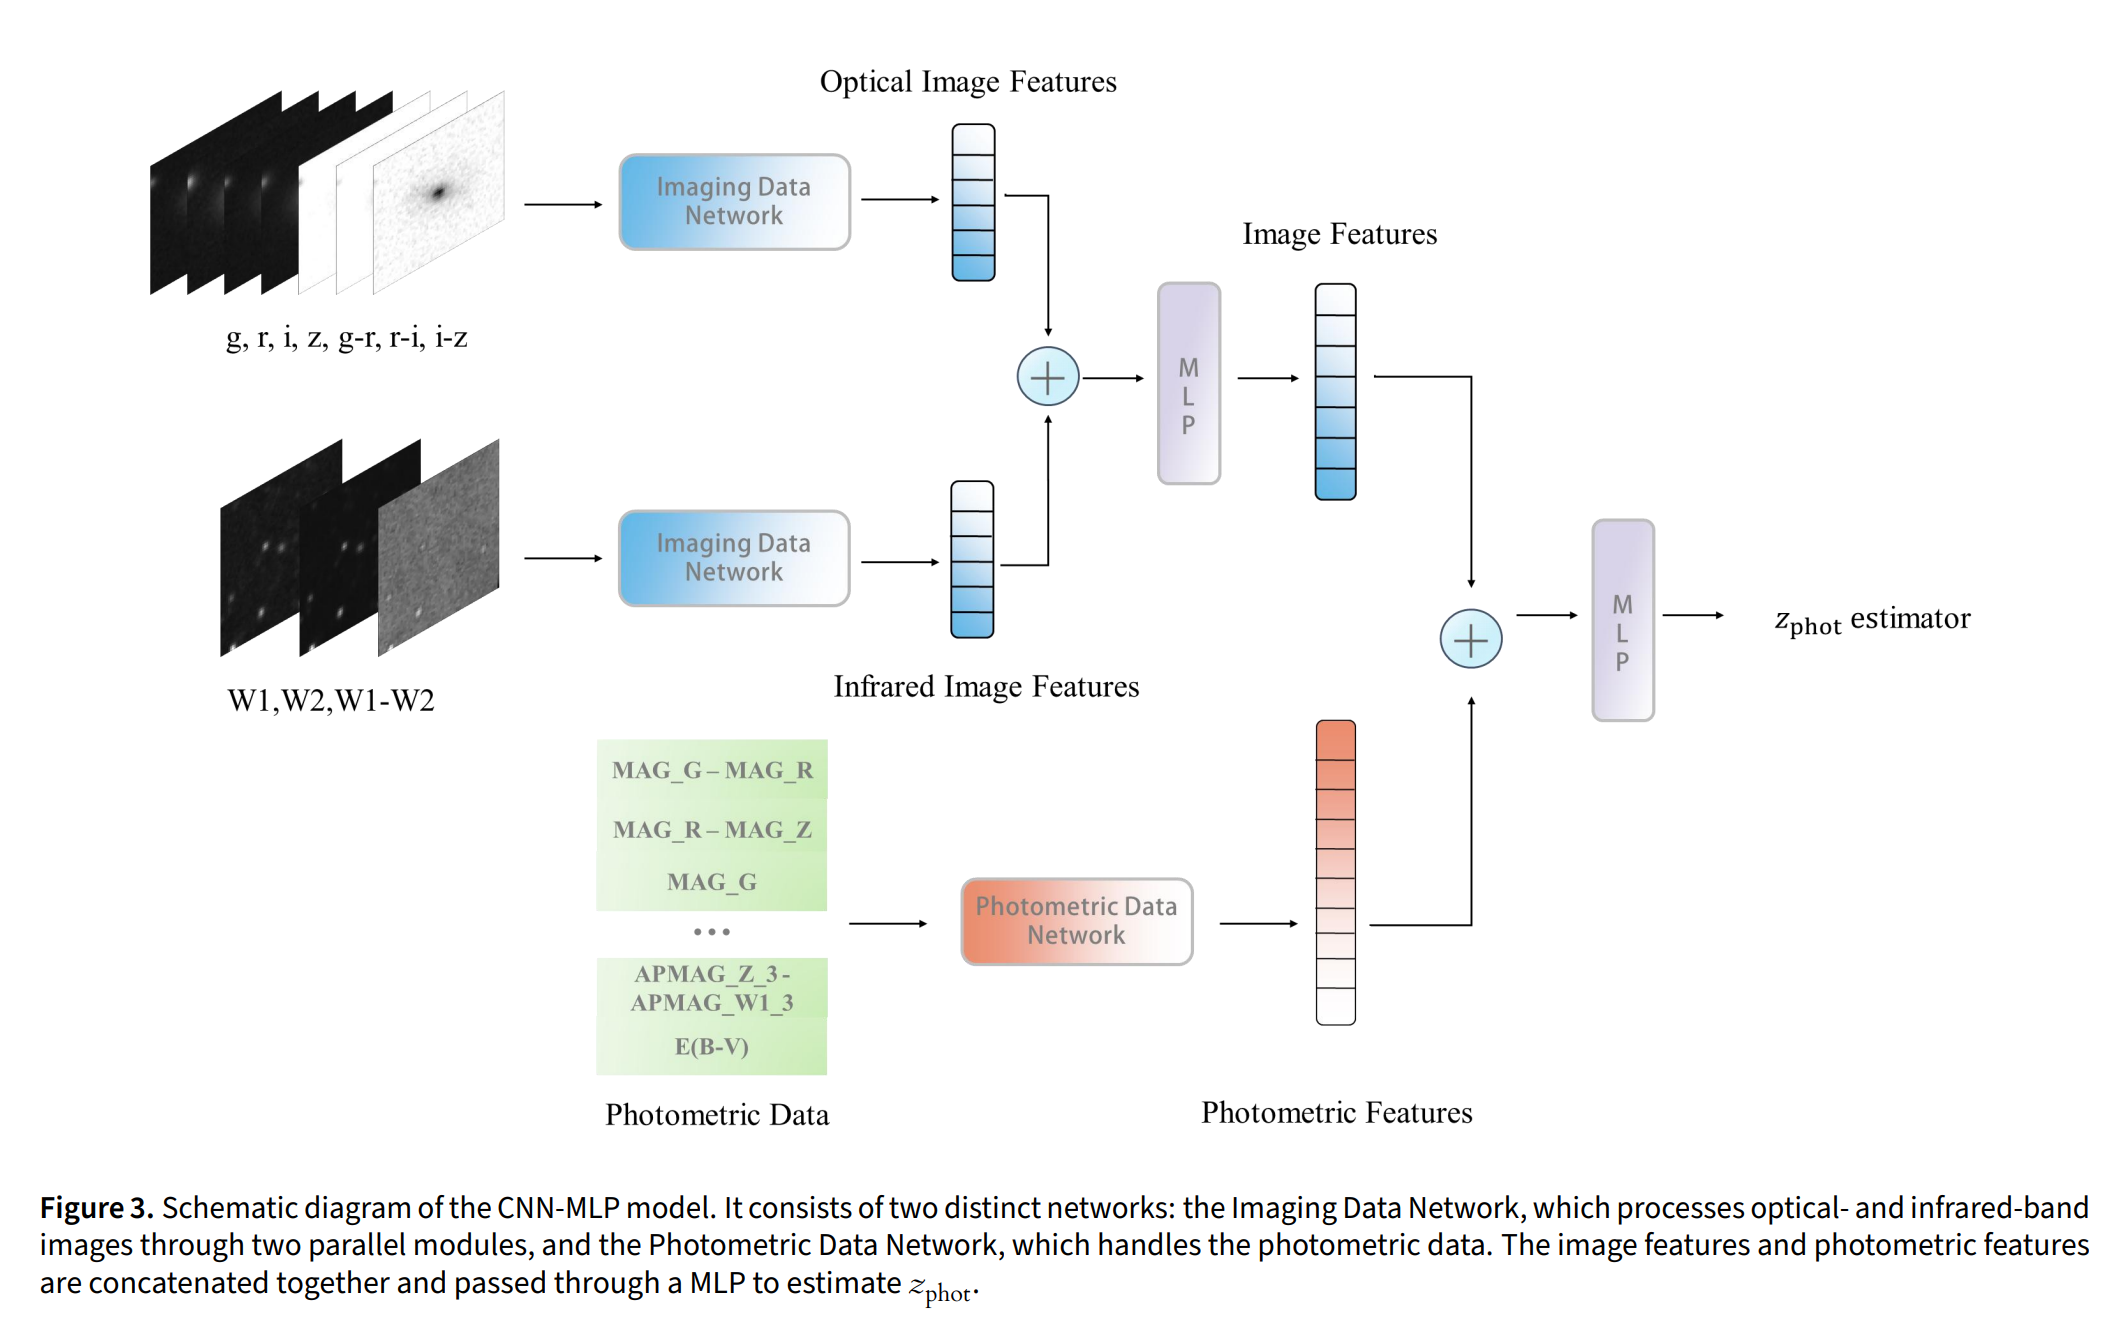 Optical Image Features
Imaging Data
Network
g, r, i, z, g-r, r-i, i-z
Image Features
M
L
P
Imaging Data
Network
W1,W2,W1-W2
Infrared Image Features
M
L
P
z_phot estimator
MAG_G – MAG_R
MAG_R – MAG_Z
MAG_G
...
APMAG_Z_3-
APMAG_W1_3
E(B-V)
Photometric Data
Network
Photometric Data
Photometric Features
Figure 3. Schematic diagram of the CNN-MLP model. It consists of two distinct networks: the Imaging Data Network, which processes optical- and infrared-band
images through two parallel modules, and the Photometric Data Network, which handles the photometric data. The image features and photometric features
are concatenated together and passed through a MLP to estimate z_phot.